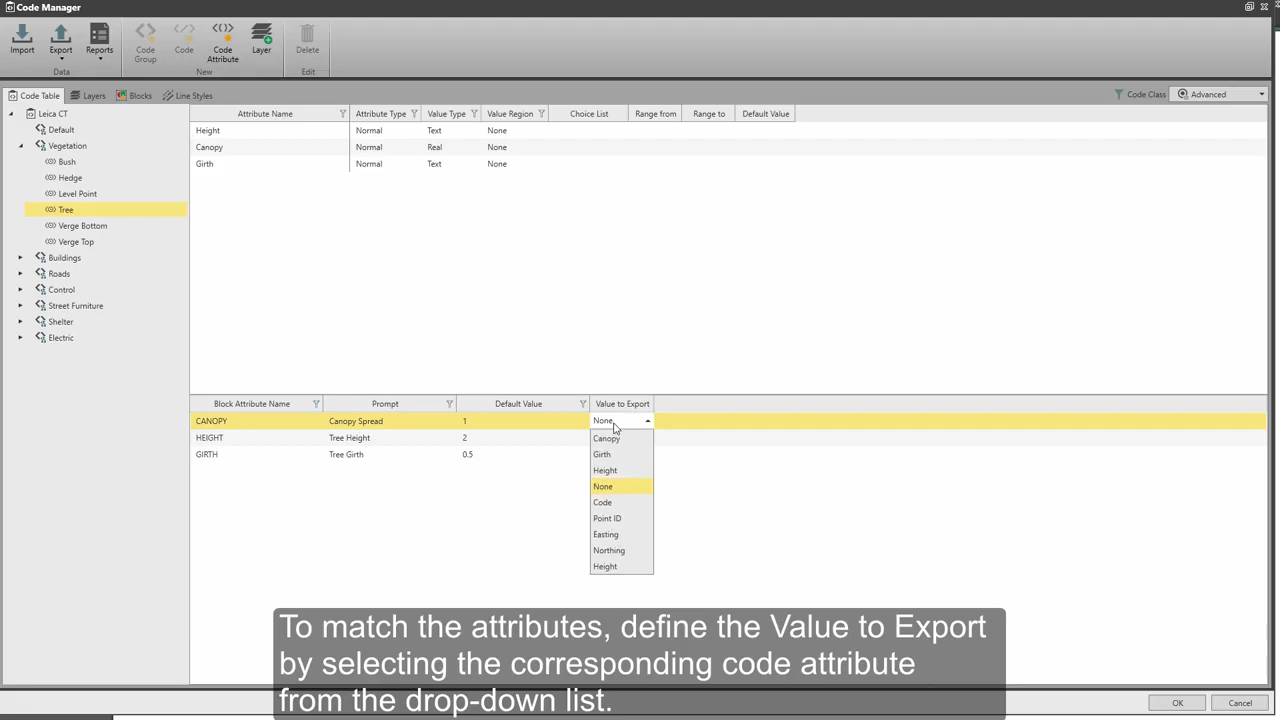 Code Manager
Import
Export
Reports
Code Group
Code
Code Attribute
Layer
Delete
Data
New
Edit
Code Table
Layers
Blocks
Line Styles
Code Class
Advanced
Leica CT
Default
Vegetation
Bush
Hedge
Level Point
Tree
Verge Bottom
Verge Top
Buildings
Roads
Control
Street Furniture
Shelter
Electric
Attribute Name Attribute Type Value Type Value Region Choice List Range from Range to Default Value
Height Normal Text None
Canopy Normal Real None
Girth Normal Text None
Block Attribute Name Prompt Default Value Value to Export
CANOPY Canopy Spread 1 None
HEIGHT Tree Height 2
GIRTH Tree Girth 0.5
Canopy
Girth
Height
None
Code
Point ID
Easting
Northing
Height
To match the attributes, define the Value to Export
by selecting the corresponding code attribute
from the drop-down list.
OK
Cancel